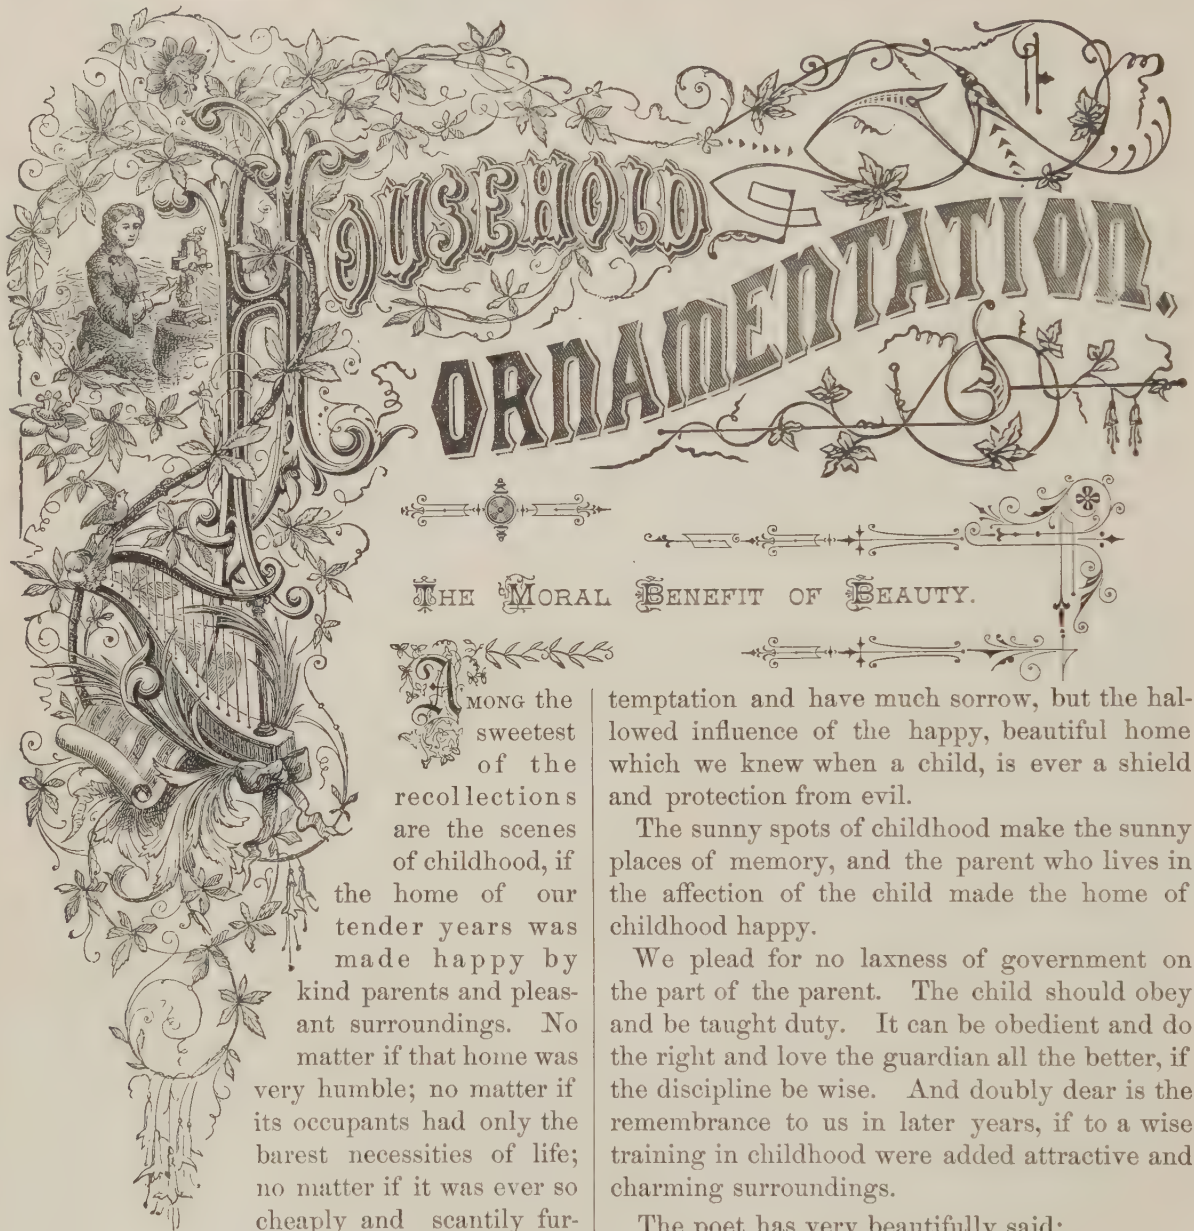 HOUSEHOLD
ORNAMENTATION.
THE MORAL BENEFIT OF BEAUTY.
AMONG the
sweetest
of the
recollections
are the scenes
of childhood, if
the home of our
tender years was
made happy by
kind parents and pleas-
ant surroundings. No
matter if that home was
very humble; no matter if
its occupants had only the
barest necessities of life;
no matter if it was ever so
cheaply and scantily fur-
temptation and have much sorrow, but the hal-
lowed influence of the happy, beautiful home
which we knew when a child, is ever a shield
and protection from evil.
The sunny spots of childhood make the sunny
places of memory, and the parent who lives in
the affection of the child made the home of
childhood happy.
We plead for no laxness of government on
the part of the parent. The child should obey
and be taught duty. It can be obedient and do
the right and love the guardian all the better, if
the discipline be wise. And doubly dear is the
remembrance to us in later years, if to a wise
training in childhood were added attractive and
charming surroundings.
The poet has very beautifully said: